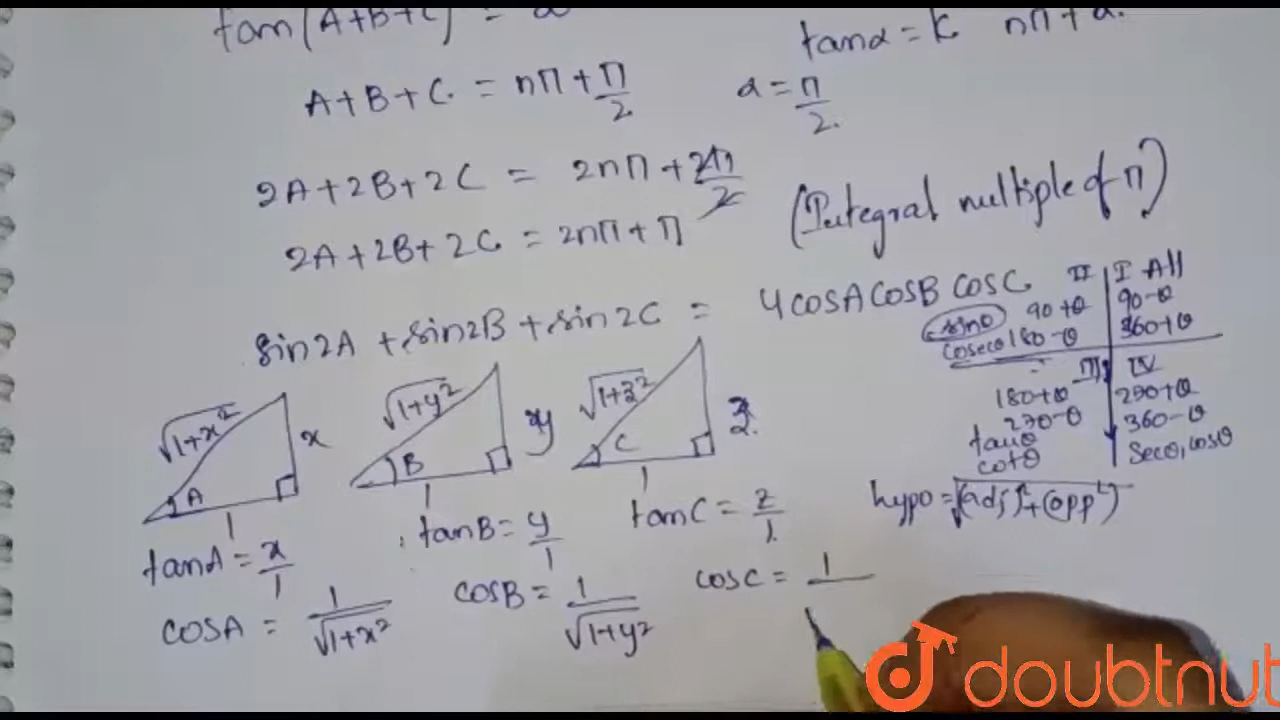 tan(A+B+C) = ∞
tanα = k nπ+α.
A+B+C. = nπ+π/2
α = π/2.
2A+2B+2C = 2nπ + 2π/2
2A+2B+2C = 2nπ+π
(Integral multiple of π)
sin2A + sin2B + sin2C = 4cosA cosB cosC
II
90+θ
sinθ
cosecθ 180-θ
I All
90-θ
360+θ
III
180+θ
270-θ
tanθ
cotθ
IV
290+θ
360-θ
secθ, cosθ
√1+x² x
A
1
√1+y² y
B
1
√1+z² z.
C
1
hypo = √(adj)²+(opp²)
tanA = x/1
tanB = y/1
tanC = z/1.
cosA = 1/√1+x²
cosB = 1/√1+y²
cosC = 1
doubtnut